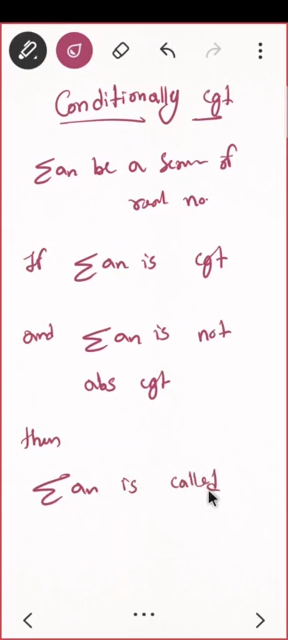 Conditionally cgt
Σan be a sum of
real no.
If Σan is cgt
and Σan is not
abs cgt
then
Σan is called